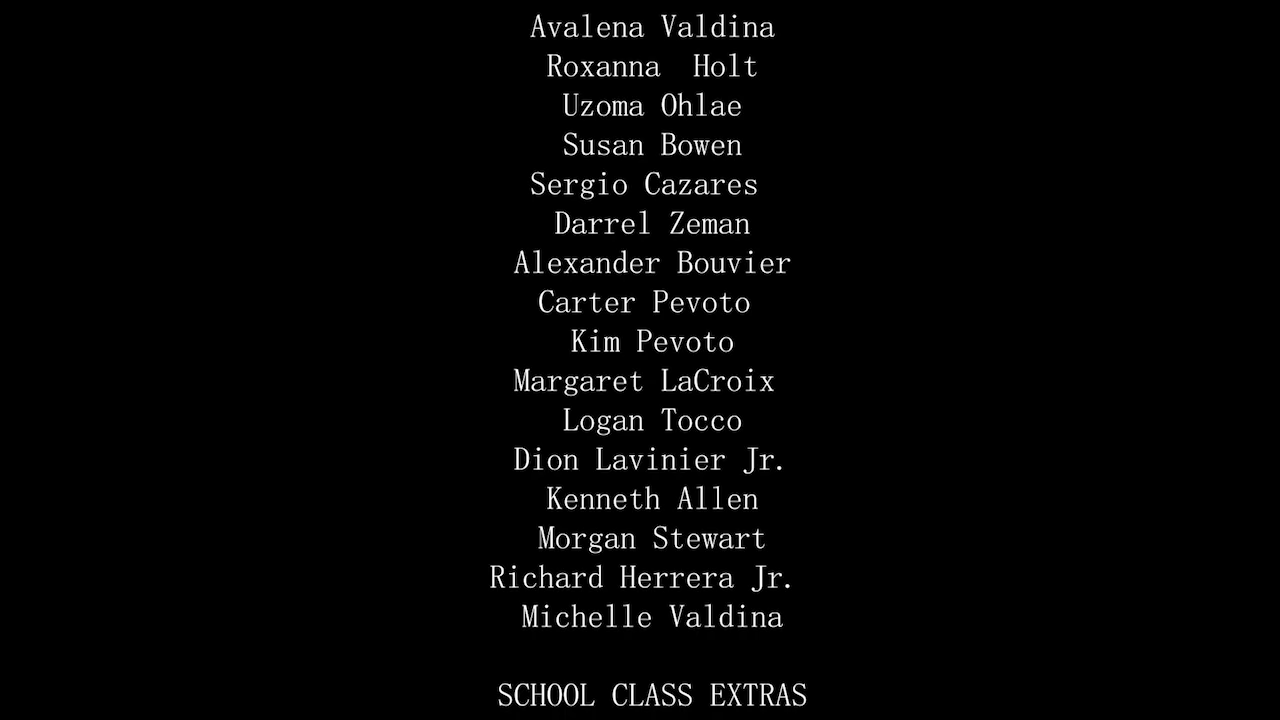 Avalena Valdina
Roxanna  Holt
Uzoma Ohlae
Susan Bowen
Sergio Cazares
Darrel Zeman
Alexander Bouvier
Carter Pevoto
Kim Pevoto
Margaret LaCroix
Logan Tocco
Dion Lavinier Jr.
Kenneth Allen
Morgan Stewart
Richard Herrera Jr.
Michelle Valdina
SCHOOL CLASS EXTRAS